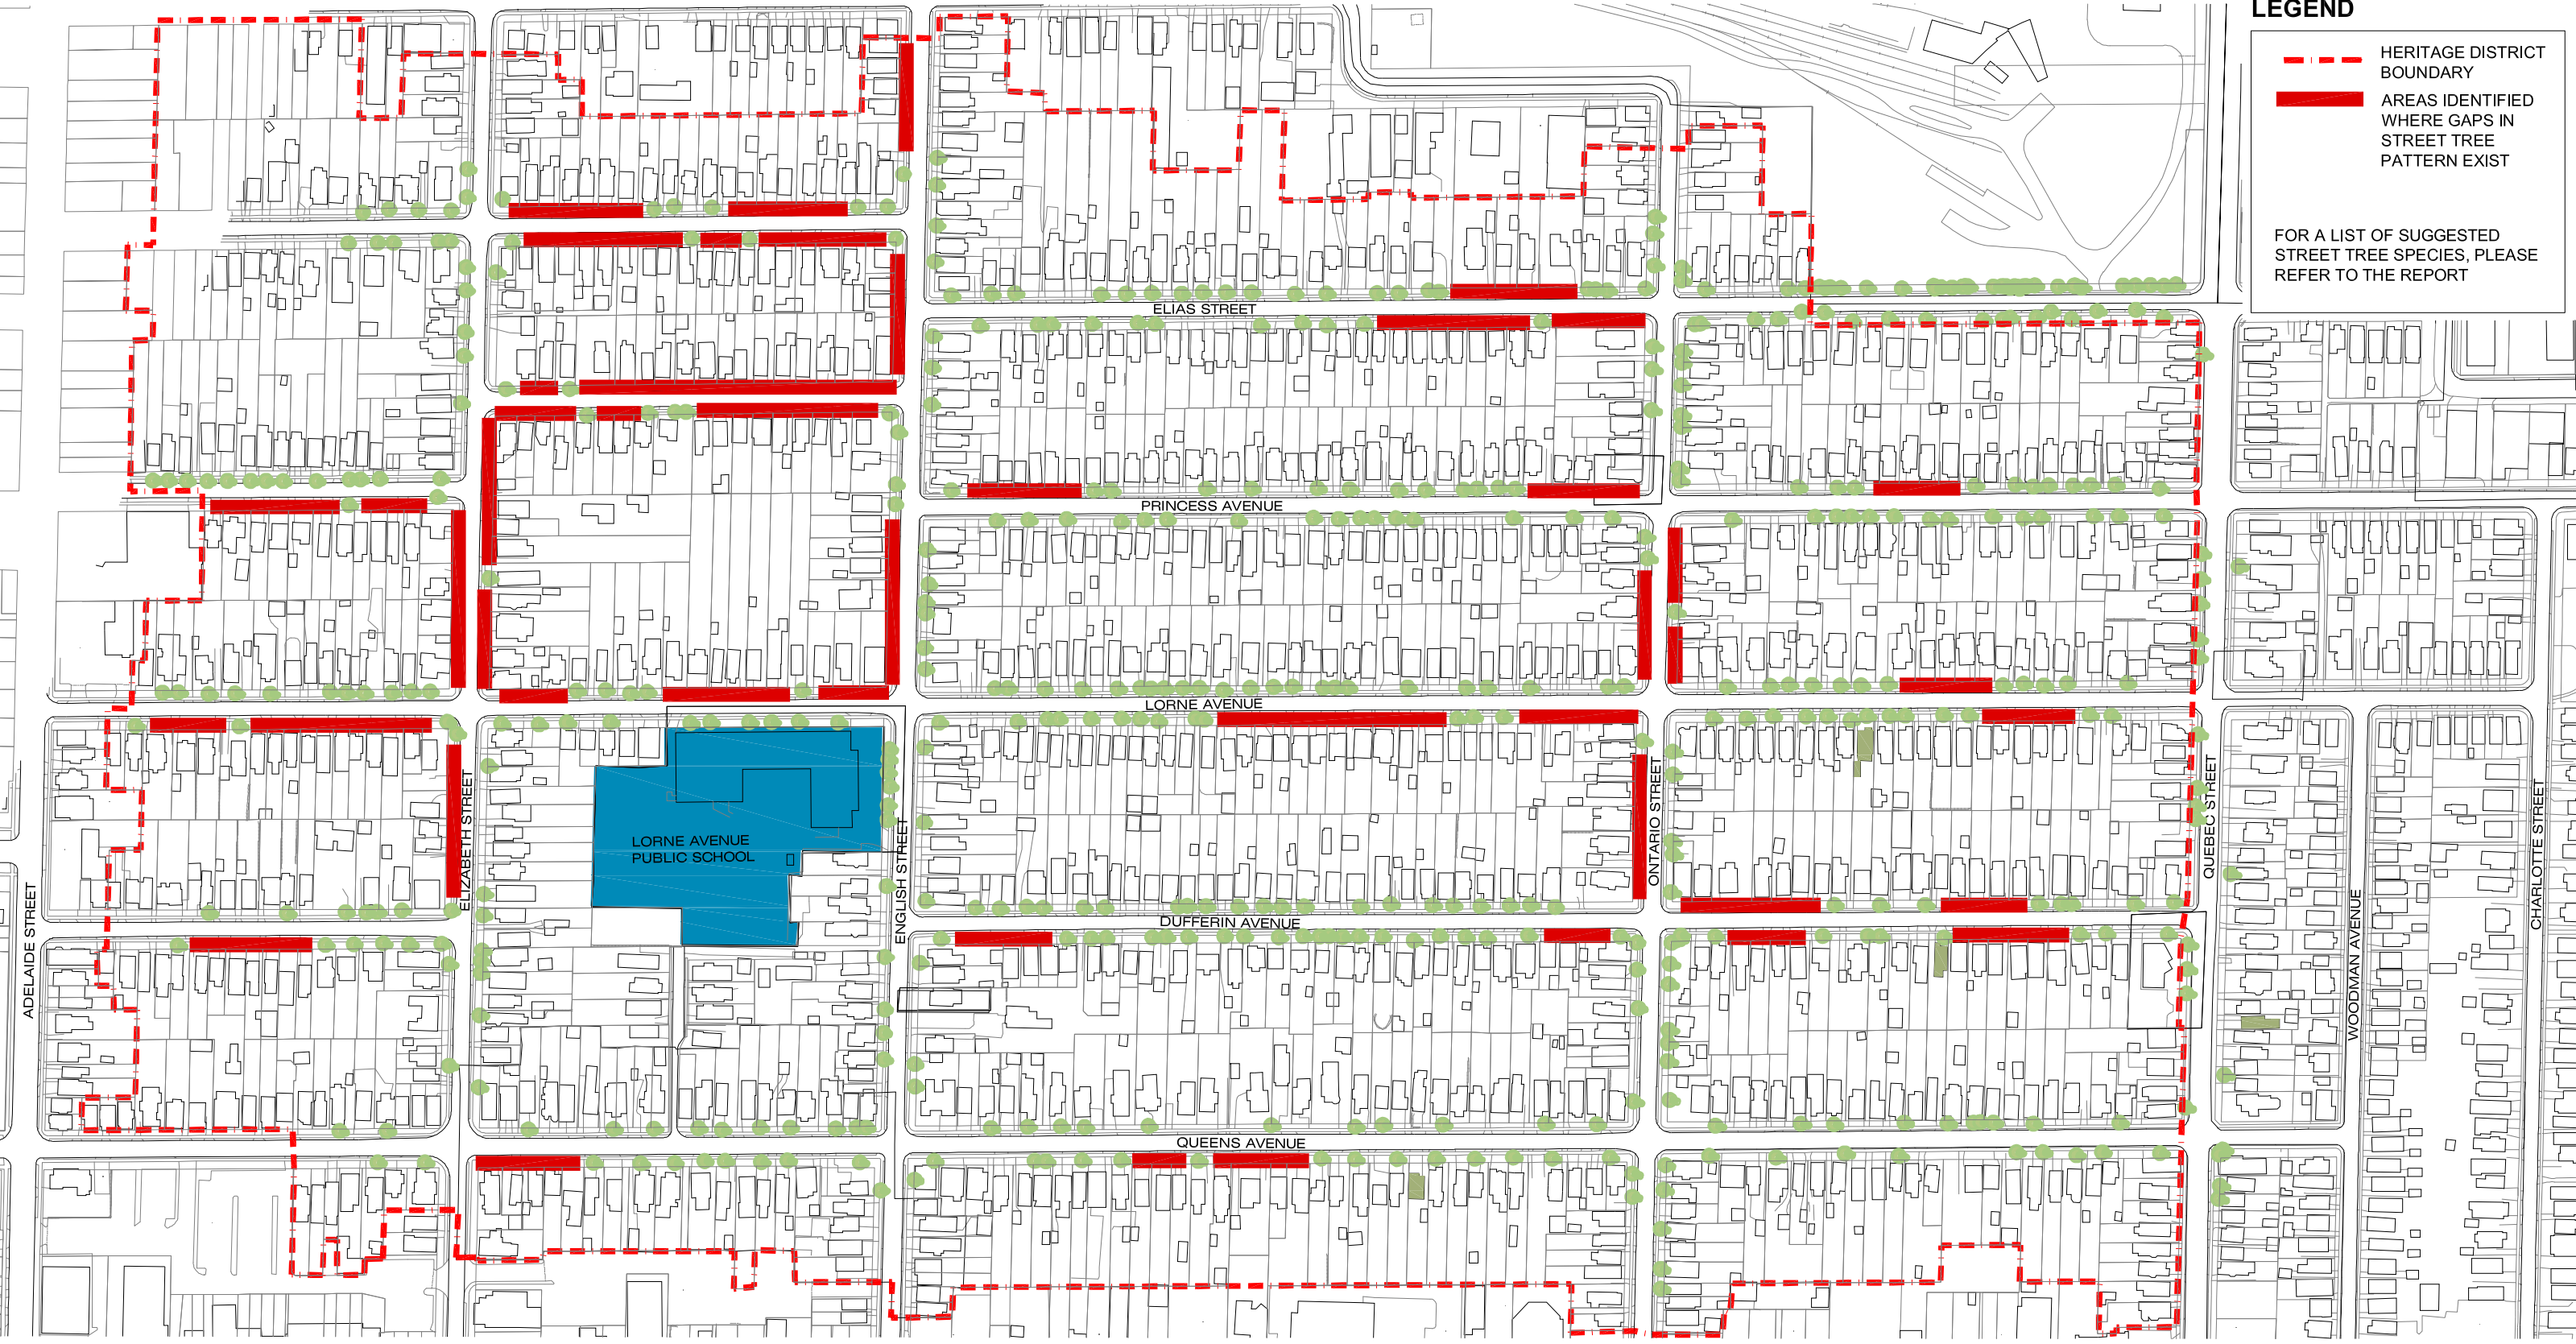 LEGEND
HERITAGE DISTRICT
BOUNDARY
AREAS IDENTIFIED
WHERE GAPS IN
STREET TREE
PATTERN EXIST
FOR A LIST OF SUGGESTED
STREET TREE SPECIES, PLEASE
REFER TO THE REPORT
ELIAS STREET
PRINCESS AVENUE
LORNE AVENUE
LORNE AVENUE
PUBLIC SCHOOL
DUFFERIN AVENUE
QUEENS AVENUE
ADELAIDE STREET
ELIZABETH STREET
ENGLISH STREET
ONTARIO STREET
QUEBEC STREET
WOODMAN AVENUE
CHARLOTTE STREET